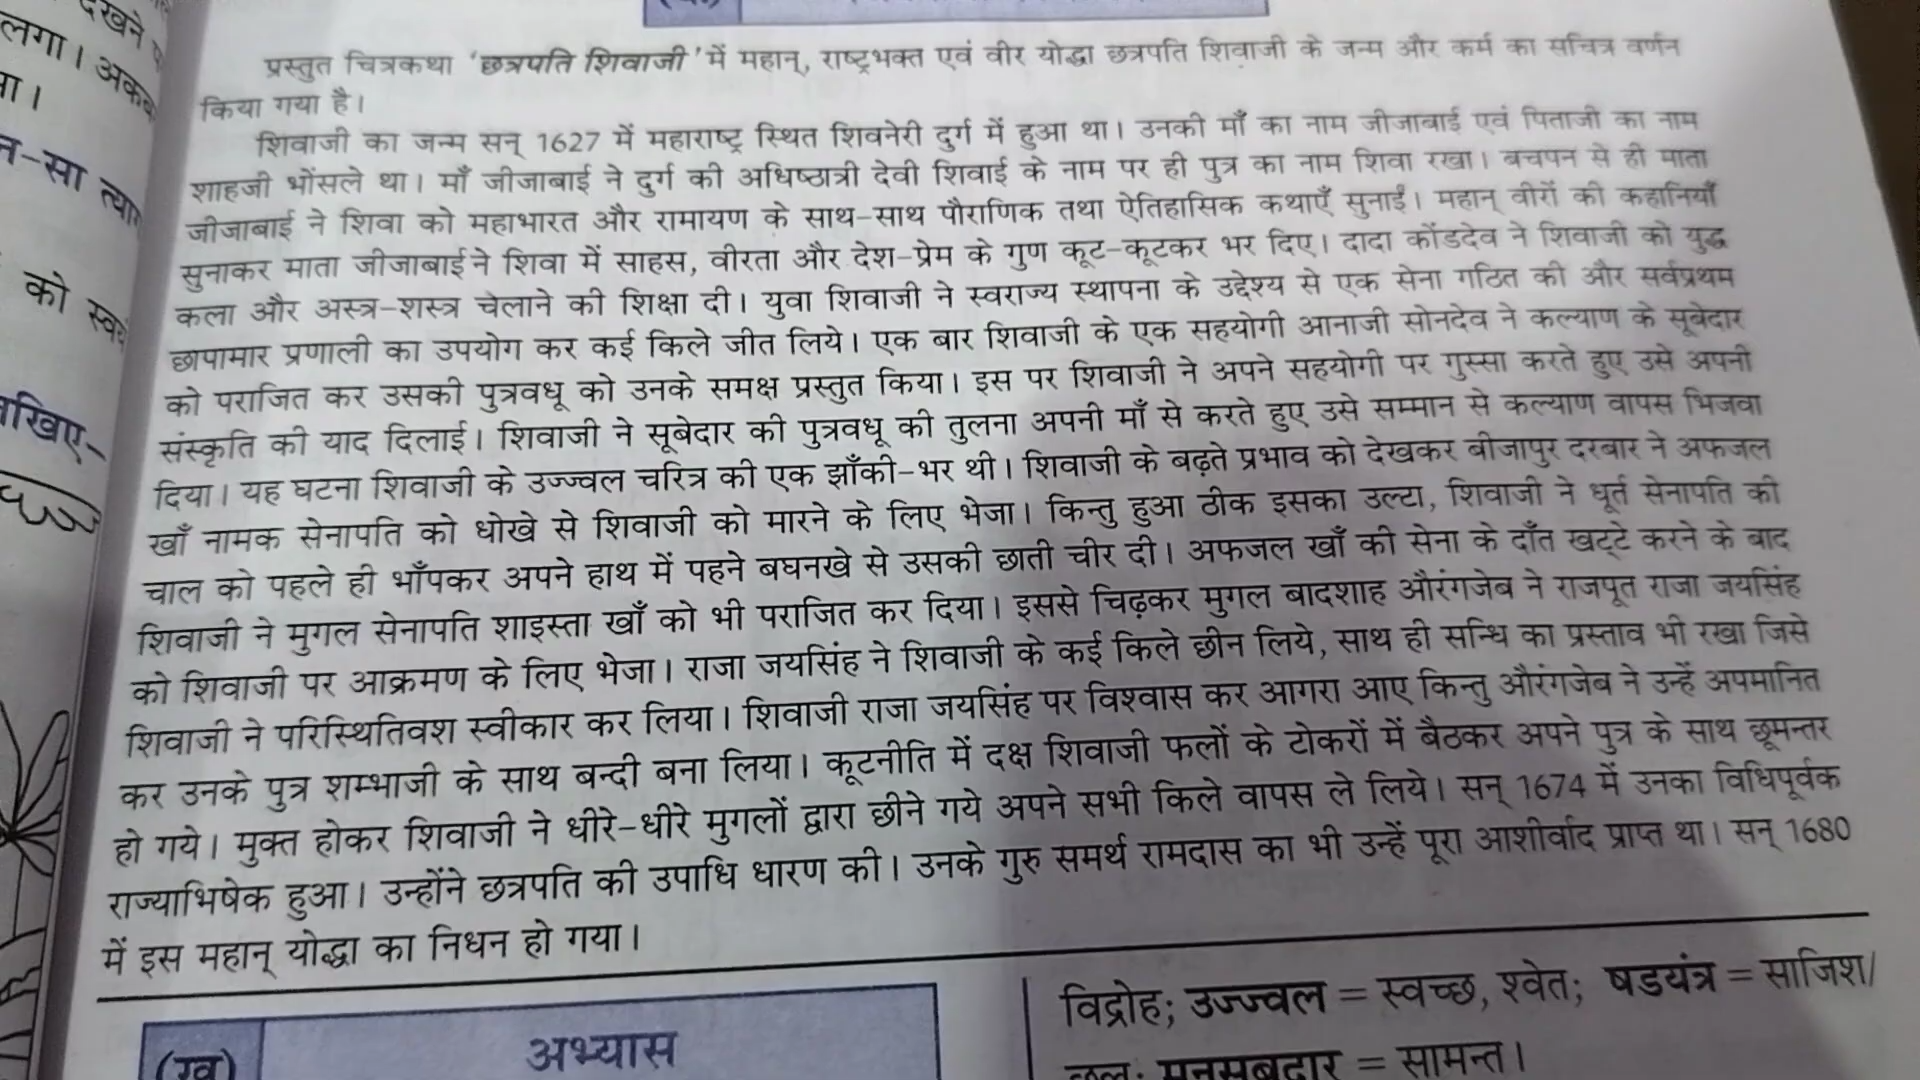 देखने
लगा। अकब
ा।
न-सा त्याग
को स्वयं
खिए-
प्रस्तुत चित्रकथा 'छत्रपति शिवाजी' में महान्, राष्ट्रभक्त एवं वीर योद्धा छत्रपति शिवाजी के जन्म और कर्म का सचित्र वर्णन
किया गया है।
शिवाजी का जन्म सन् 1627 में महाराष्ट्र स्थित शिवनेरी दुर्ग में हुआ था। उनकी माँ का नाम जीजाबाई एवं पिताजी का नाम
शाहजी भोंसले था। माँ जीजाबाई ने दुर्ग की अधिष्ठात्री देवी शिवाई के नाम पर ही पुत्र का नाम शिवा रखा। बचपन से ही माता
जीजाबाई ने शिवा को महाभारत और रामायण के साथ-साथ पौराणिक तथा ऐतिहासिक कथाएँ सुनाईं। महान् वीरों की कहानियाँ
सुनाकर माता जीजाबाई ने शिवा में साहस, वीरता और देश-प्रेम के गुण कूट-कूटकर भर दिए। दादा कोंडदेव ने शिवाजी को युद्ध
कला और अस्त्र-शस्त्र चलाने की शिक्षा दी। युवा शिवाजी ने स्वराज्य स्थापना के उद्देश्य से एक सेना गठित की और सर्वप्रथम
छापामार प्रणाली का उपयोग कर कई किले जीत लिये। एक बार शिवाजी के एक सहयोगी आनाजी सोनदेव ने कल्याण के सूबेदार
को पराजित कर उसकी पुत्रवधू को उनके समक्ष प्रस्तुत किया। इस पर शिवाजी ने अपने सहयोगी पर गुस्सा करते हुए उसे अपनी
संस्कृति की याद दिलाई। शिवाजी ने सूबेदार की पुत्रवधू की तुलना अपनी माँ से करते हुए उसे सम्मान से कल्याण वापस भिजवा
दिया। यह घटना शिवाजी के उज्ज्वल चरित्र की एक झाँकी-भर थी। शिवाजी के बढ़ते प्रभाव को देखकर बीजापुर दरबार ने अफजल
खाँ नामक सेनापति को धोखे से शिवाजी को मारने के लिए भेजा। किन्तु हुआ ठीक इसका उल्टा, शिवाजी ने धूर्त सेनापति की
चाल को पहले ही भाँपकर अपने हाथ में पहने बघनखे से उसकी छाती चीर दी। अफजल खाँ की सेना के दाँत खट्टे करने के बाद
शिवाजी ने मुगल सेनापति शाइस्ता खाँ को भी पराजित कर दिया। इससे चिढ़कर मुगल बादशाह औरंगजेब ने राजपूत राजा जयसिंह
को शिवाजी पर आक्रमण के लिए भेजा। राजा जयसिंह ने शिवाजी के कई किले छीन लिये, साथ ही सन्धि का प्रस्ताव भी रखा जिसे
शिवाजी ने परिस्थितिवश स्वीकार कर लिया। शिवाजी राजा जयसिंह पर विश्वास कर आगरा आए किन्तु औरंगजेब ने उन्हें अपमानित
कर उनके पुत्र शम्भाजी के साथ बन्दी बना लिया। कूटनीति में दक्ष शिवाजी फलों के टोकरों में बैठकर अपने पुत्र के साथ छूमन्तर
हो गये। मुक्त होकर शिवाजी ने धीरे-धीरे मुगलों द्वारा छीने गये अपने सभी किले वापस ले लिये। सन् 1674 में उनका विधिपूर्वक
राज्याभिषेक हुआ। उन्होंने छत्रपति की उपाधि धारण की। उनके गुरु समर्थ रामदास का भी उन्हें पूरा आशीर्वाद प्राप्त था। सन् 1680
में इस महान् योद्धा का निधन हो गया।
(ख) अभ्यास
विद्रोह; उज्ज्वल = स्वच्छ, श्वेत; षडयंत्र = साजिश/
छल; मनसबदार = सामन्त।